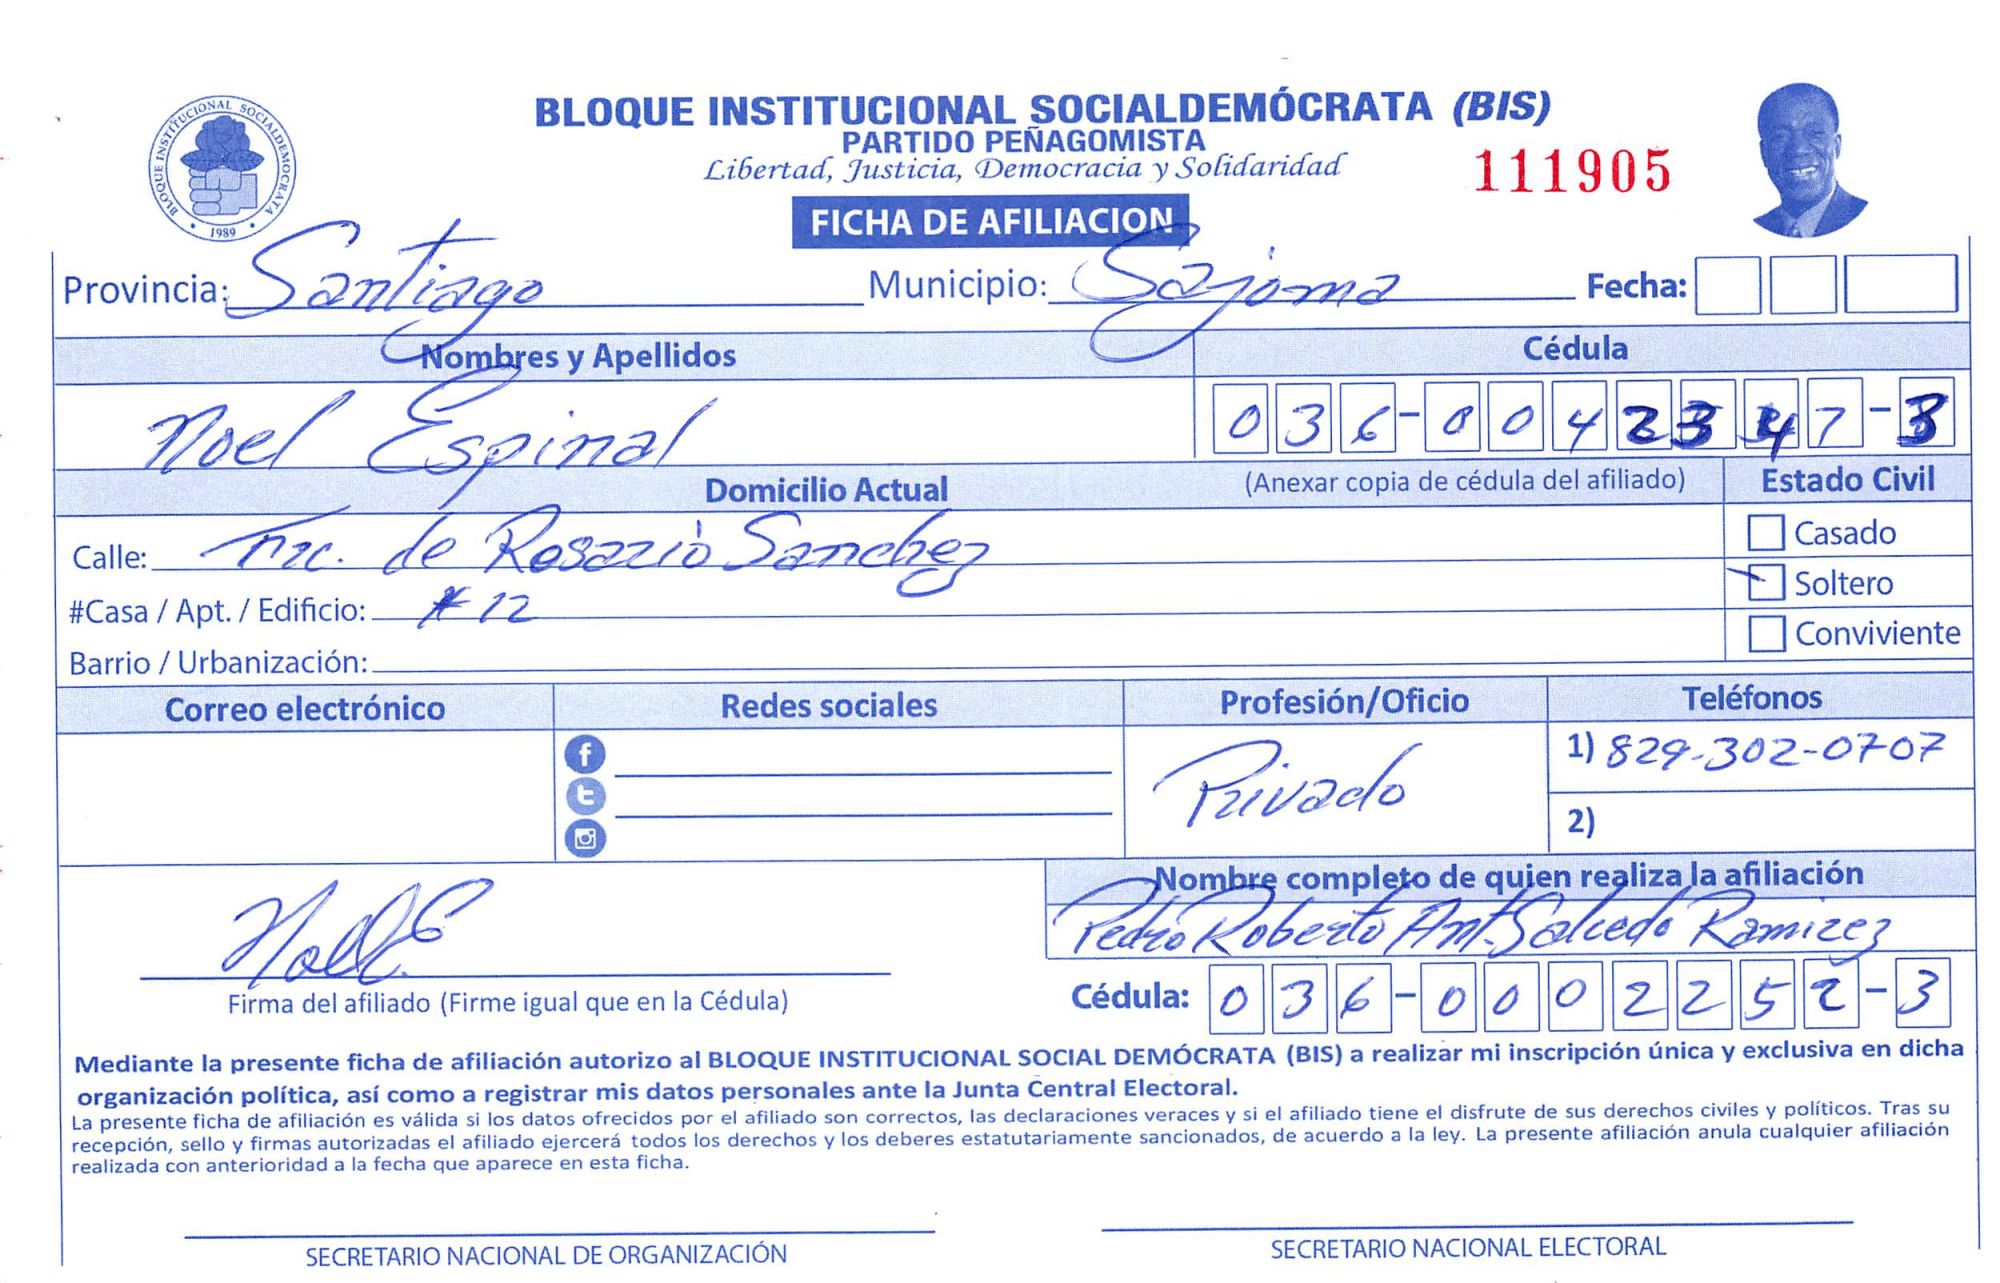 BLOQUE INSTITUCIONAL SOCIALDEMÓCRATA (BIS)
PARTIDO PEÑAGOMISTA
Libertad, Justicia, Democracia y Solidaridad
111905
BLOQUE INSTITUCIONAL SOCIALDEMOCRATA
1989
FICHA DE AFILIACION
Provincia: Santiago Municipio: Sajoma Fecha:
Nombres y Apellidos Cédula
Noel Espinal 036-0042347-3
Domicilio Actual (Anexar copia de cédula del afiliado) Estado Civil
Calle: Frc. de Rosario Sanchez Casado
#Casa / Apt. / Edificio: #12 Soltero
Barrio / Urbanización: Conviviente
Correo electrónico Redes sociales Profesión/Oficio Teléfonos
Privado 1) 829-302-0707
2)
Nombre completo de quien realiza la afiliación
Pedro Roberto Ant. Salcedo Ramirez
Firma del afiliado (Firme igual que en la Cédula) Cédula: 036-0002252-3
Mediante la presente ficha de afiliación autorizo al BLOQUE INSTITUCIONAL SOCIAL DEMÓCRATA (BIS) a realizar mi inscripción única y exclusiva en dicha
organización política, así como a registrar mis datos personales ante la Junta Central Electoral.
La presente ficha de afiliación es válida si los datos ofrecidos por el afiliado son correctos, las declaraciones veraces y si el afiliado tiene el disfrute de sus derechos civiles y políticos. Tras su
recepción, sello y firmas autorizadas el afiliado ejercerá todos los derechos y los deberes estatutariamente sancionados, de acuerdo a la ley. La presente afiliación anula cualquier afiliación
realizada con anterioridad a la fecha que aparece en esta ficha.
SECRETARIO NACIONAL DE ORGANIZACIÓN SECRETARIO NACIONAL ELECTORAL